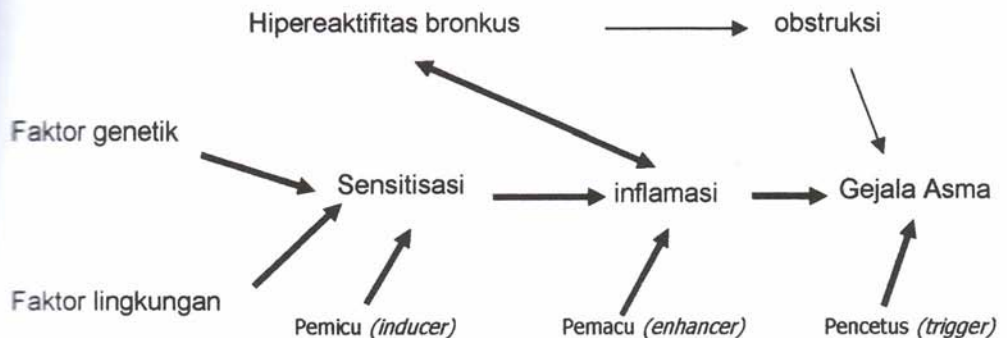 Hipereaktifitas bronkus obstruksi
Faktor genetik
Sensitisasi inflamasi Gejala Asma
Faktor lingkungan
Pemicu (inducer) Pemacu (enhancer) Pencetus (trigger)